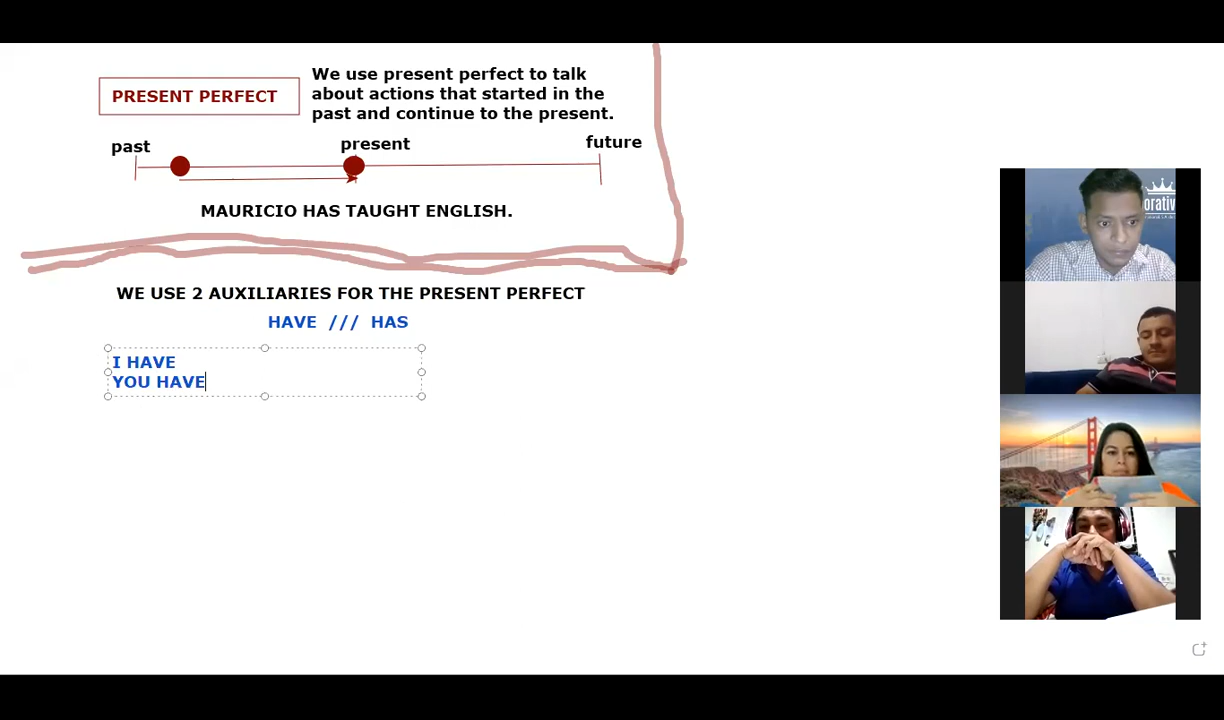 PRESENT PERFECT
We use present perfect to talk
about actions that started in the
past and continue to the present.
past
present
future
MAURICIO HAS TAUGHT ENGLISH.
WE USE 2 AUXILIARIES FOR THE PRESENT PERFECT
HAVE /// HAS
I HAVE
YOU HAVE
orativ